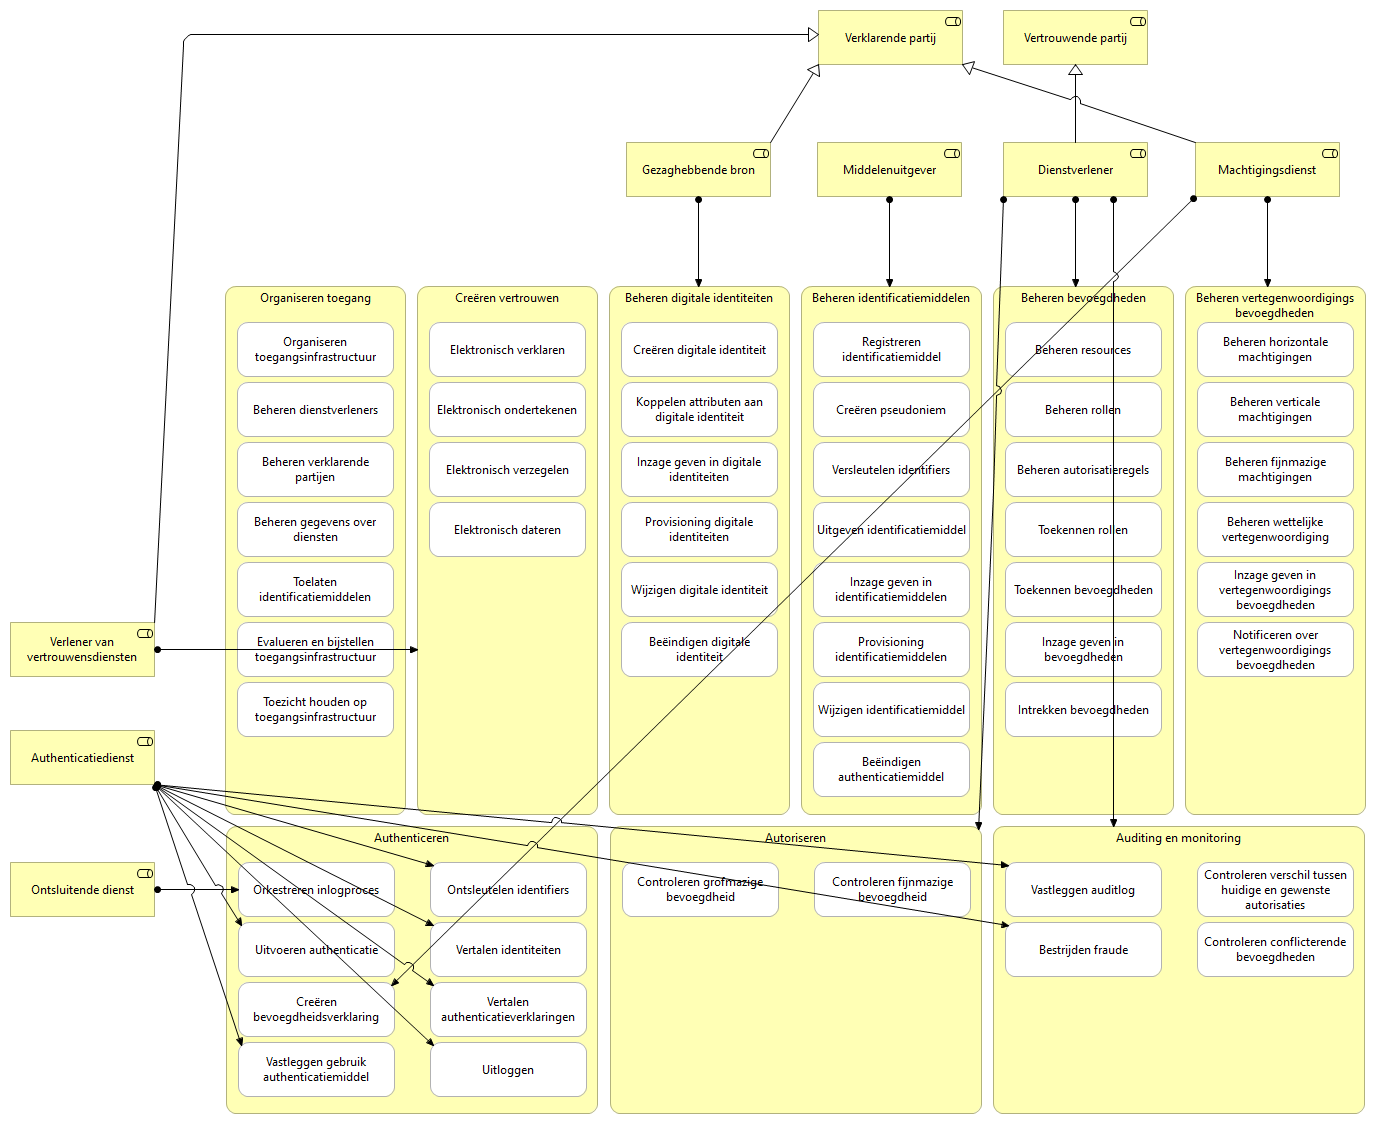 Verklarende partij
Vertrouwende partij
Gezaghebbende bron
Middelenuitgever
Dienstverlener
Machtigingsdienst
Verlener van
vertrouwensdiensten
Authenticatiedienst
Ontsluitende dienst
Organiseren toegang
Organiseren
toegangsinfrastructuur
Beheren dienstverleners
Beheren verklarende
partijen
Beheren gegevens over
diensten
Toelaten
identificatiemiddelen
Evalueren en bijstellen
toegangsinfrastructuur
Toezicht houden op
toegangsinfrastructuur
Creëren vertrouwen
Elektronisch verklaren
Elektronisch ondertekenen
Elektronisch verzegelen
Elektronisch dateren
Beheren digitale identiteiten
Creëren digitale identiteit
Koppelen attributen aan
digitale identiteit
Inzage geven in digitale
identiteiten
Provisioning digitale
identiteiten
Wijzigen digitale identiteit
Beëindigen digitale
identiteit
Beheren identificatiemiddelen
Registreren
identificatiemiddel
Creëren pseudoniem
Versleutelen identifiers
Uitgeven identificatiemiddel
Inzage geven in
identificatiemiddelen
Provisioning
identificatiemiddelen
Wijzigen identificatiemiddel
Beëindigen
authenticatiemiddel
Beheren bevoegdheden
Beheren resources
Beheren rollen
Beheren autorisatieregels
Toekennen rollen
Toekennen bevoegdheden
Inzage geven in
bevoegdheden
Intrekken bevoegdheden
Beheren vertegenwoordigings
bevoegdheden
Beheren horizontale
machtigingen
Beheren verticale
machtigingen
Beheren fijnmazige
machtigingen
Beheren wettelijke
vertegenwoordiging
Inzage geven in
vertegenwoordigings
bevoegdheden
Notificeren over
vertegenwoordigings
bevoegdheden
Authenticeren
Orkestreren inlogproces
Ontsleutelen identifiers
Uitvoeren authenticatie
Vertalen identiteiten
Creëren
bevoegdheidsverklaring
Vertalen
authenticatieverklaringen
Vastleggen gebruik
authenticatiemiddel
Uitloggen
Autoriseren
Controleren grofmazige
bevoegdheid
Controleren fijnmazige
bevoegdheid
Auditing en monitoring
Vastleggen auditlog
Controleren verschil tussen
huidige en gewenste
autorisaties
Bestrijden fraude
Controleren conflicterende
bevoegdheden